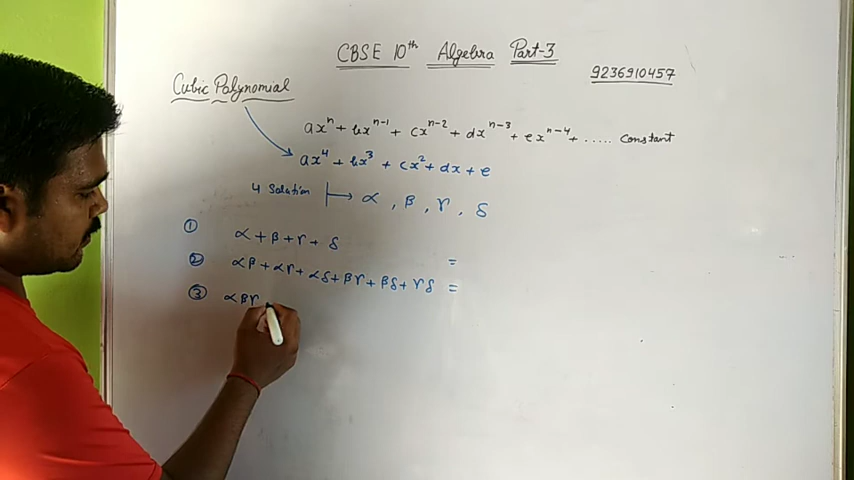 CBSE 10th Algebra Part-3
9236910457
Cubic Polynomial
axⁿ + bxⁿ⁻¹ + cxⁿ⁻² + dxⁿ⁻³ + exⁿ⁻⁴ + ..... Constant
ax⁴ + bx³ + cx² + dx + e
4 Solution ↦ α, β, γ, δ
① α + β + γ + δ =
② αβ + αγ + αδ + βγ + βδ + γδ =
③ αβγ